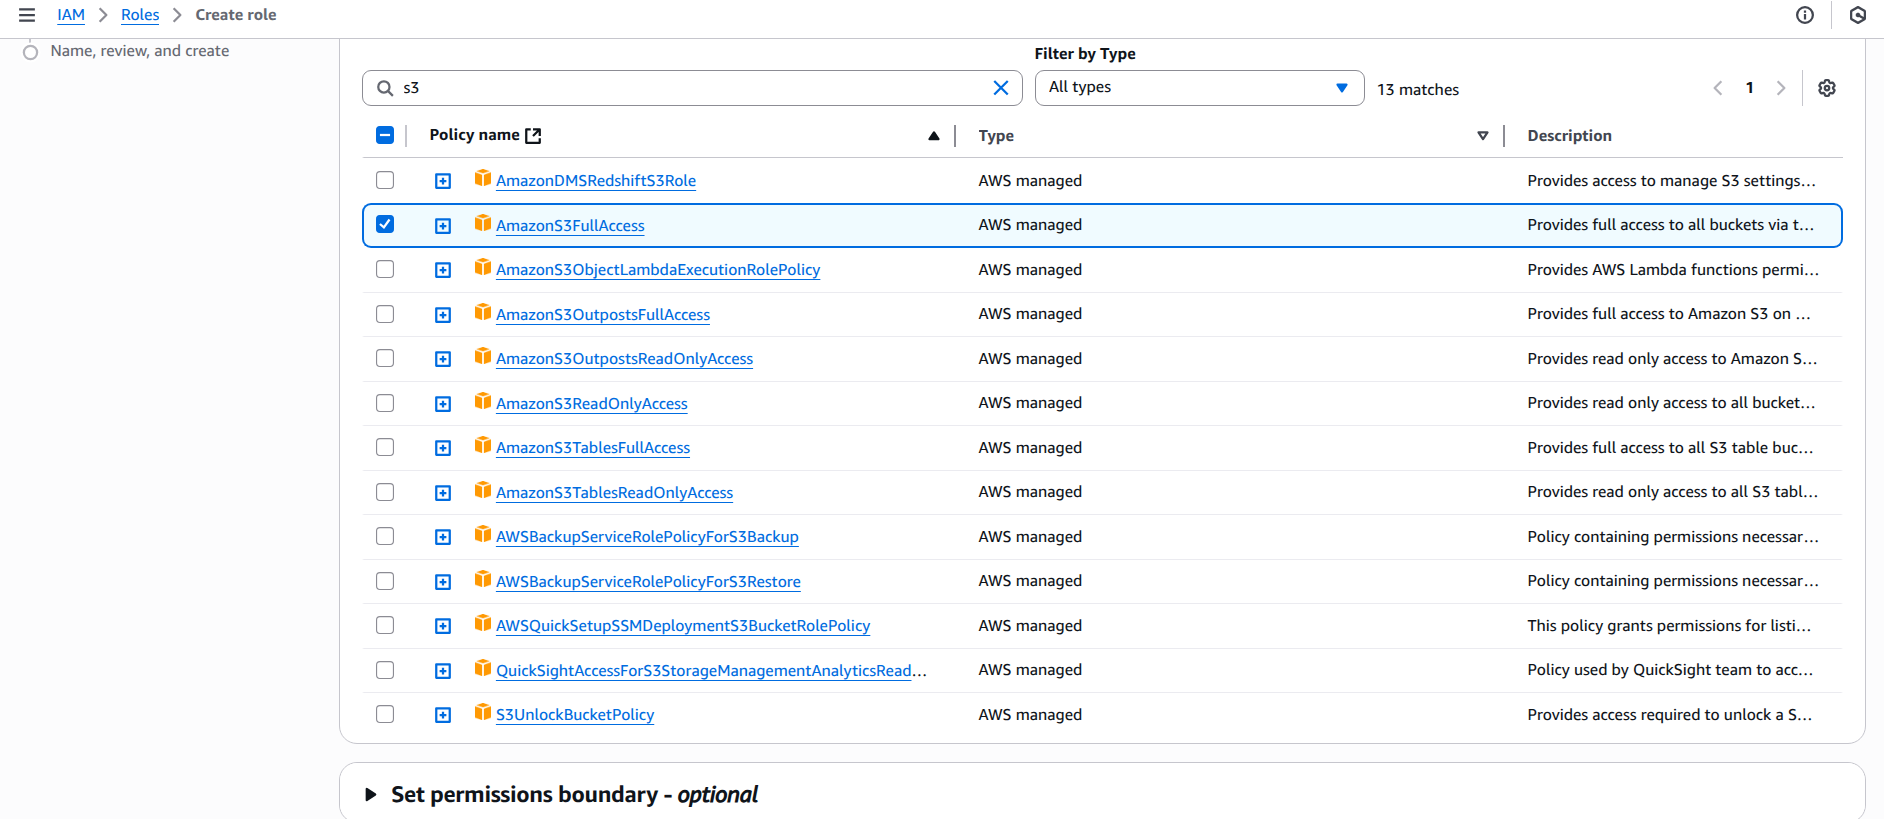 IAM > Roles > Create role
Name, review, and create
Filter by Type
s3
All types
13 matches
1
Policy name
Type
Description
AmazonDMSRedshiftS3Role AWS managed Provides access to manage S3 settings...
AmazonS3FullAccess AWS managed Provides full access to all buckets via t...
AmazonS3ObjectLambdaExecutionRolePolicy AWS managed Provides AWS Lambda functions permi...
AmazonS3OutpostsFullAccess AWS managed Provides full access to Amazon S3 on ...
AmazonS3OutpostsReadOnlyAccess AWS managed Provides read only access to Amazon S...
AmazonS3ReadOnlyAccess AWS managed Provides read only access to all bucket...
AmazonS3TablesFullAccess AWS managed Provides full access to all S3 table buc...
AmazonS3TablesReadOnlyAccess AWS managed Provides read only access to all S3 tabl...
AWSBackupServiceRolePolicyForS3Backup AWS managed Policy containing permissions necessar...
AWSBackupServiceRolePolicyForS3Restore AWS managed Policy containing permissions necessar...
AWSQuickSetupSSMDeploymentS3BucketRolePolicy AWS managed This policy grants permissions for listi...
QuickSightAccessForS3StorageManagementAnalyticsRead... AWS managed Policy used by QuickSight team to acc...
S3UnlockBucketPolicy AWS managed Provides access required to unlock a S...
Set permissions boundary - optional